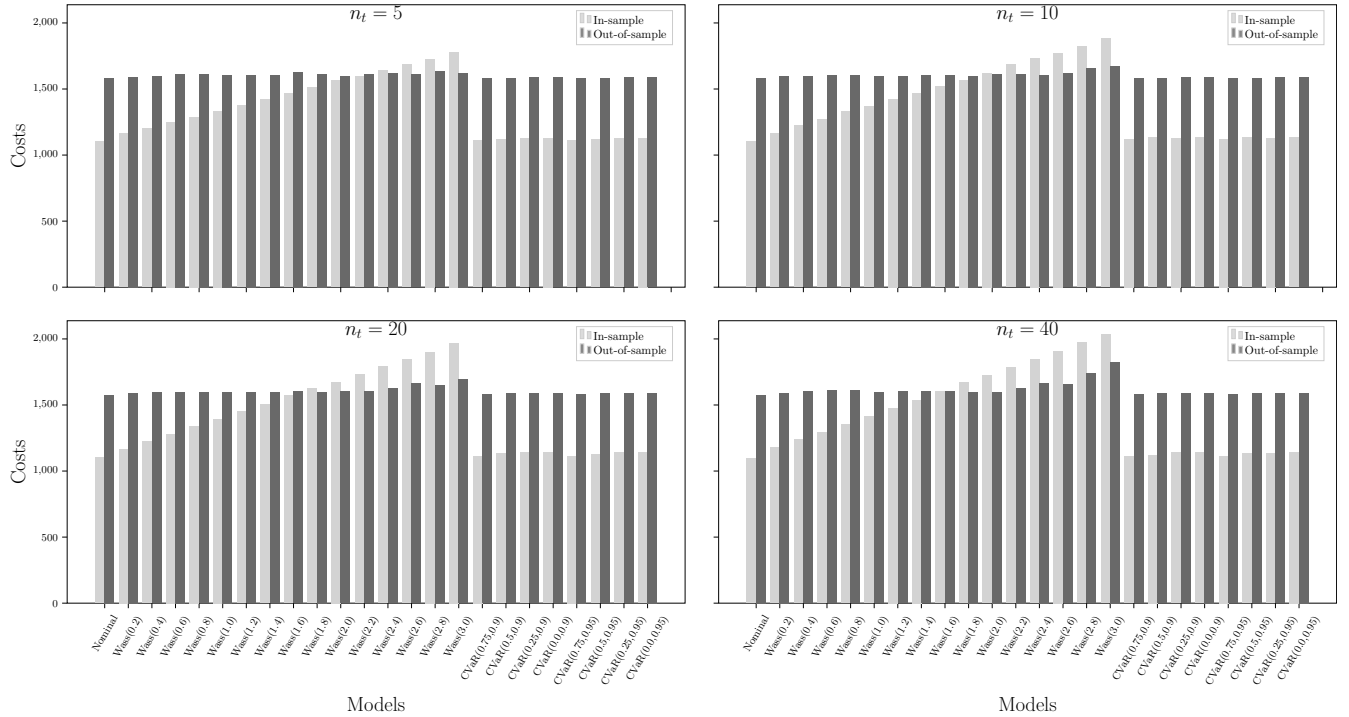 n_t = 5
In-sample
Out-of-sample
2,000
1,500
1,000
500
0
Costs
n_t = 10
In-sample
Out-of-sample
n_t = 20
In-sample
Out-of-sample
2,000
1,500
1,000
500
0
Costs
Nominal
Wass(0.2)
Wass(0.4)
Wass(0.6)
Wass(0.8)
Wass(1.0)
Wass(1.2)
Wass(1.4)
Wass(1.6)
Wass(1.8)
Wass(2.0)
Wass(2.2)
Wass(2.4)
Wass(2.6)
Wass(2.8)
Wass(3.0)
CVaR(0.75,0.9)
CVaR(0.5,0.9)
CVaR(0.25,0.9)
CVaR(0.0,0.9)
CVaR(0.75,0.95)
CVaR(0.5,0.95)
CVaR(0.25,0.95)
CVaR(0.0,0.95)
Models
n_t = 40
In-sample
Out-of-sample
Nominal
Wass(0.2)
Wass(0.4)
Wass(0.6)
Wass(0.8)
Wass(1.0)
Wass(1.2)
Wass(1.4)
Wass(1.6)
Wass(1.8)
Wass(2.0)
Wass(2.2)
Wass(2.4)
Wass(2.6)
Wass(2.8)
Wass(3.0)
CVaR(0.75,0.9)
CVaR(0.5,0.9)
CVaR(0.25,0.9)
CVaR(0.0,0.9)
CVaR(0.75,0.95)
CVaR(0.5,0.95)
CVaR(0.25,0.95)
CVaR(0.0,0.95)
Models